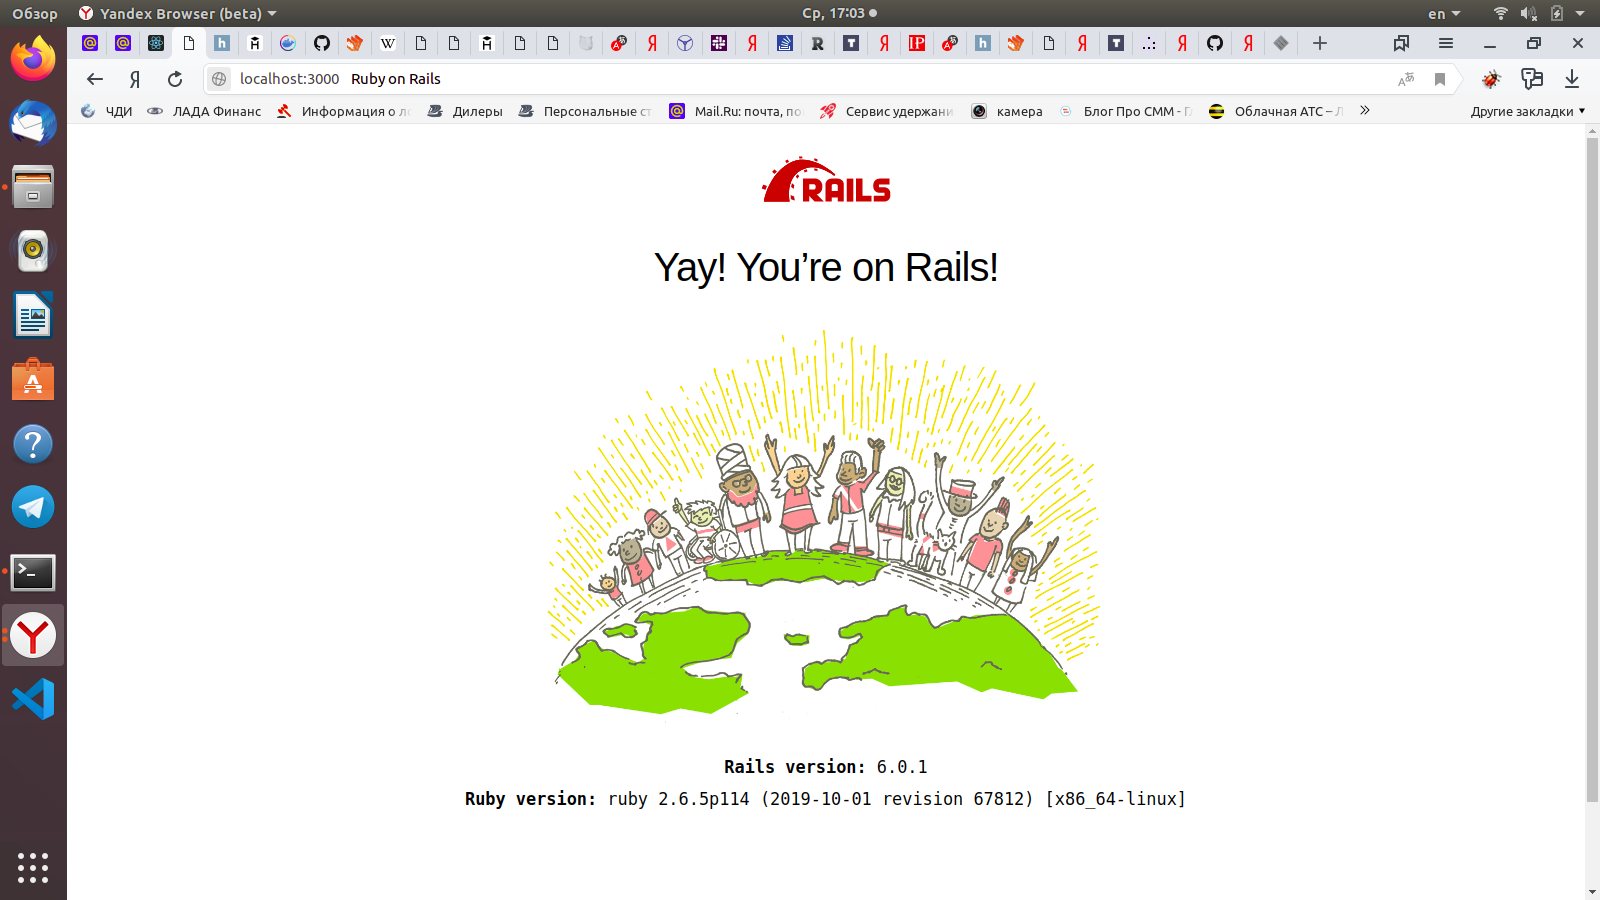 Обзор
Yandex Browser (beta)
Ср, 17:03
en
localhost:3000 Ruby on Rails
ЧДИ
ЛАДА Финанс
Информация о л
Дилеры
Персональные ст
Mail.Ru: почта, по
Сервис удержани
камера
Блог Про СММ - Г
Облачная АТС – Л
Другие закладки
RAILS
Yay! You’re on Rails!
Rails version: 6.0.1
Ruby version: ruby 2.6.5p114 (2019-10-01 revision 67812) [x86_64-linux]